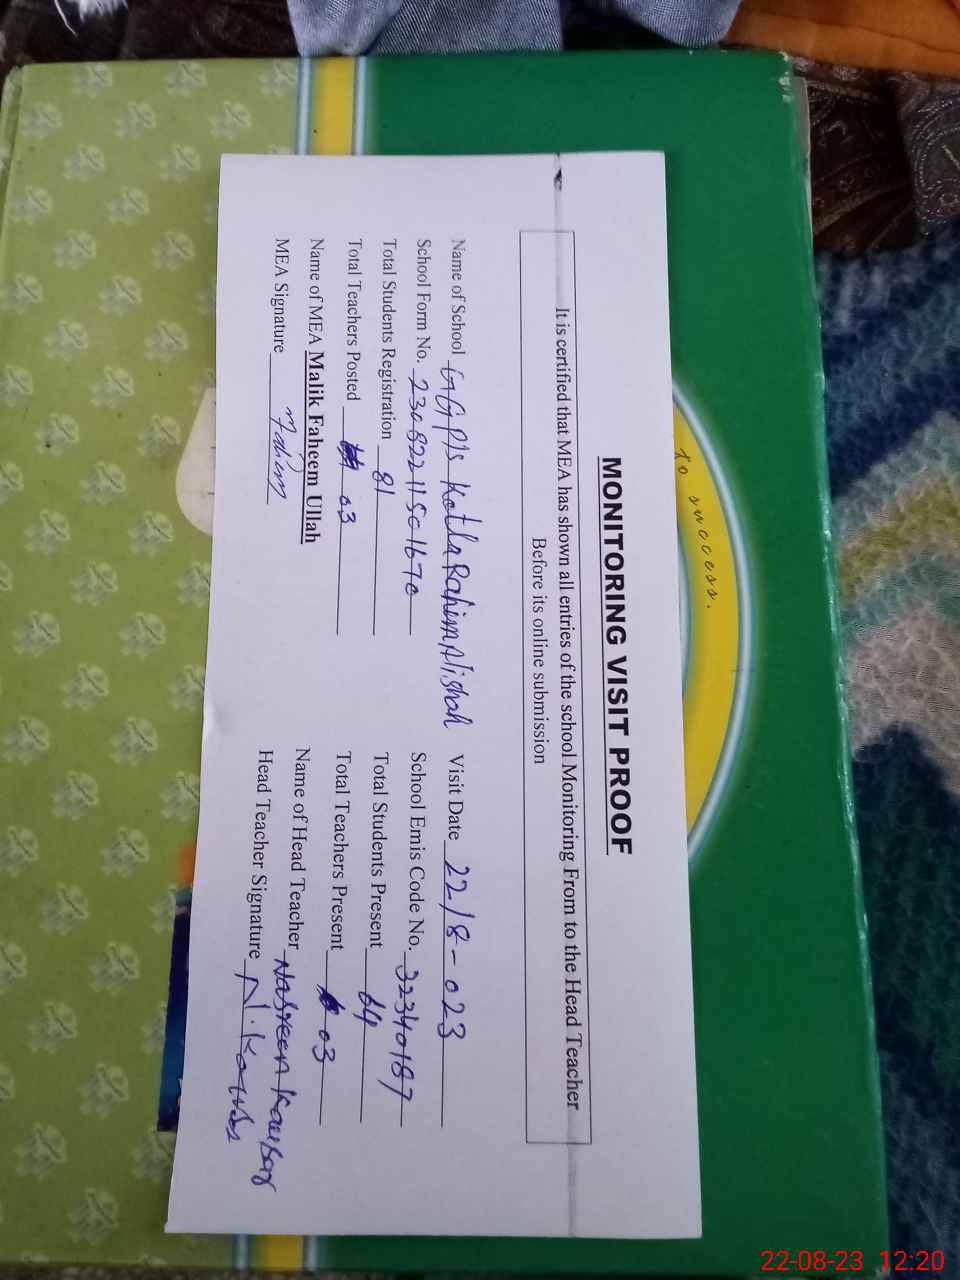 to success.
MONITORING VISIT PROOF
It is certified that MEA has shown all entries of the school Monitoring From to the Head Teacher
Before its online submission
Name of School GGP/S Kotla Rahim Ali Shah Visit Date 22/8-023
School Form No. 230822115c1670 School Emis Code No. 32340187
Total Students Registration 81 Total Students Present 64
Total Teachers Posted 03 Total Teachers Present 03
Name of MEA Malik Faheem Ullah Name of Head Teacher Nasreen Kausar
MEA Signature Fahim Head Teacher Signature N. Kausar
22-08-23 12:20